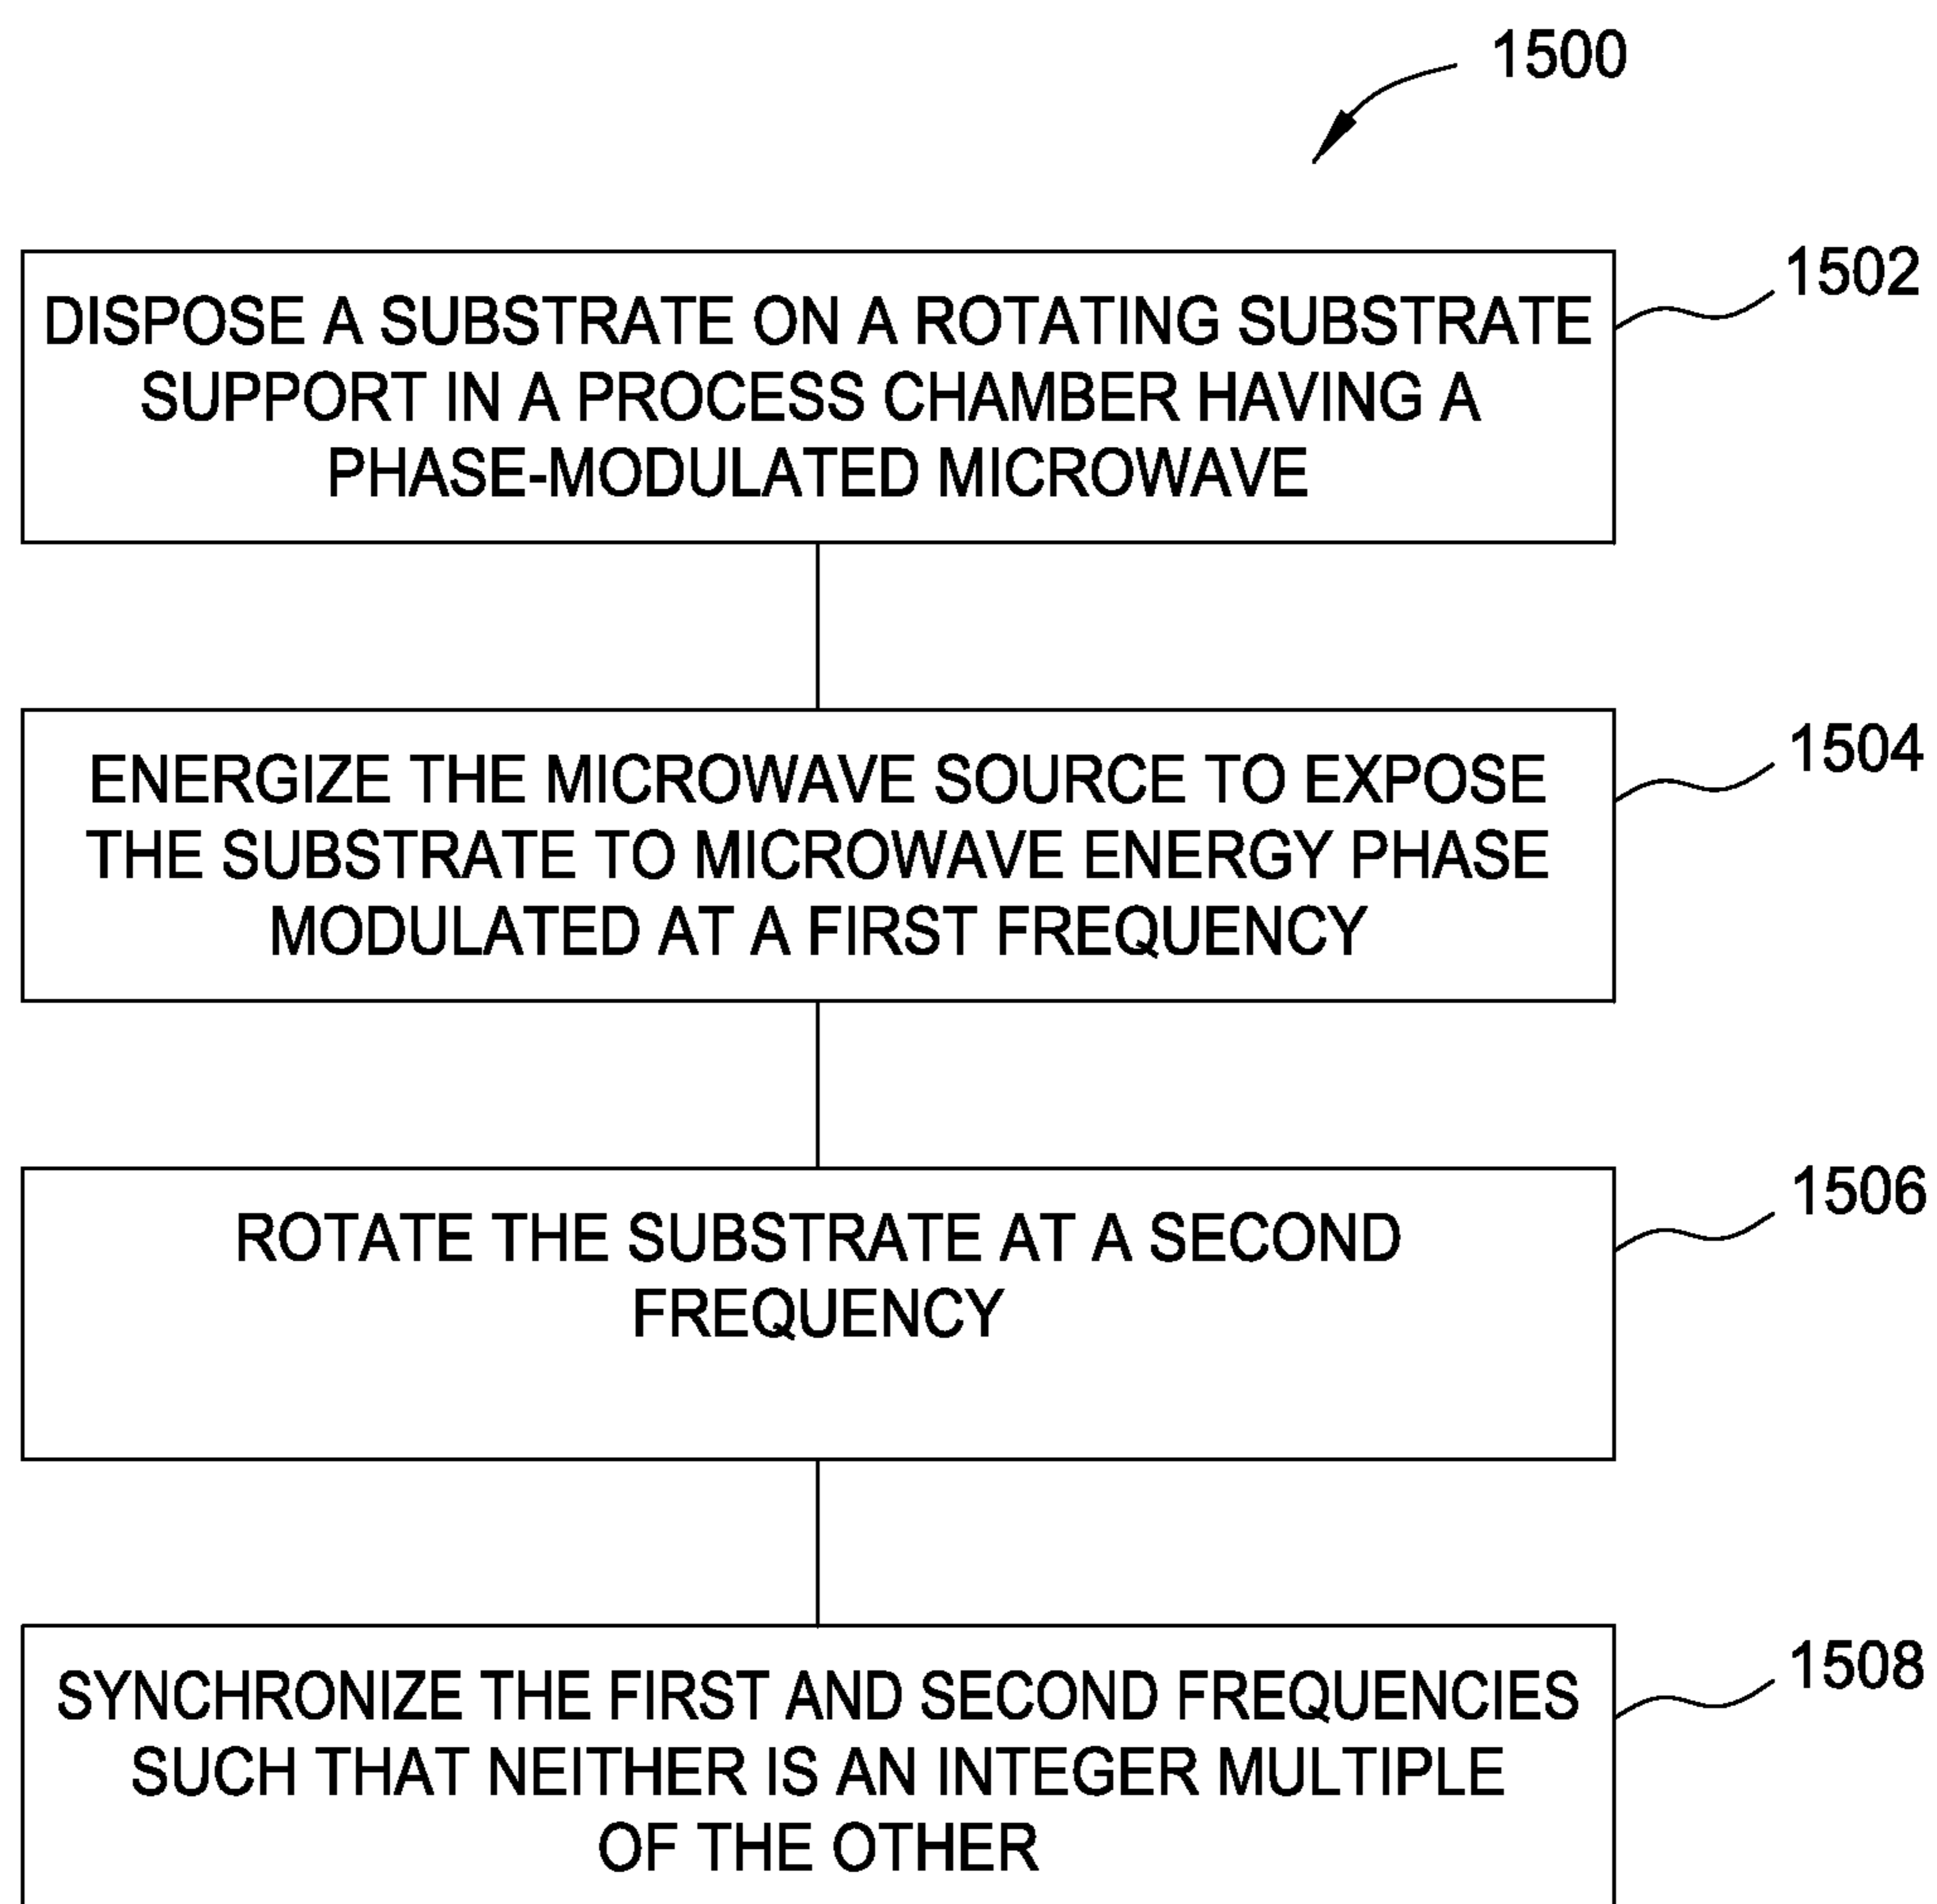 1500
1502
DISPOSE A SUBSTRATE ON A ROTATING SUBSTRATE
SUPPORT IN A PROCESS CHAMBER HAVING A
PHASE-MODULATED MICROWAVE
1504
ENERGIZE THE MICROWAVE SOURCE TO EXPOSE
THE SUBSTRATE TO MICROWAVE ENERGY PHASE
MODULATED AT A FIRST FREQUENCY
1506
ROTATE THE SUBSTRATE AT A SECOND
FREQUENCY
1508
SYNCHRONIZE THE FIRST AND SECOND FREQUENCIES
SUCH THAT NEITHER IS AN INTEGER MULTIPLE
OF THE OTHER